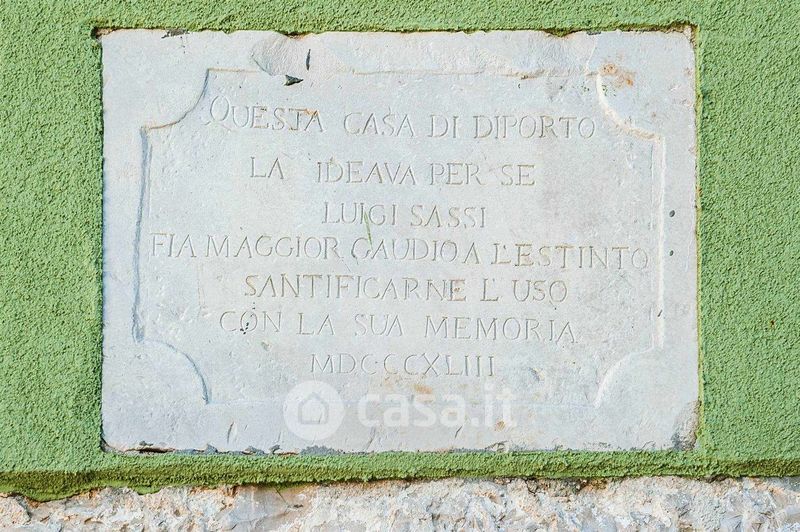 QUESTA CASA DI DIPORTO
LA IDEAVA PER SE
LUIGI SASSI
FIA MAGGIOR GAUDIO A L'ESTINTO
SANTIFICARNE L'USO
CON LA SUA MEMORIA
MDCCCXLIII
casa.it